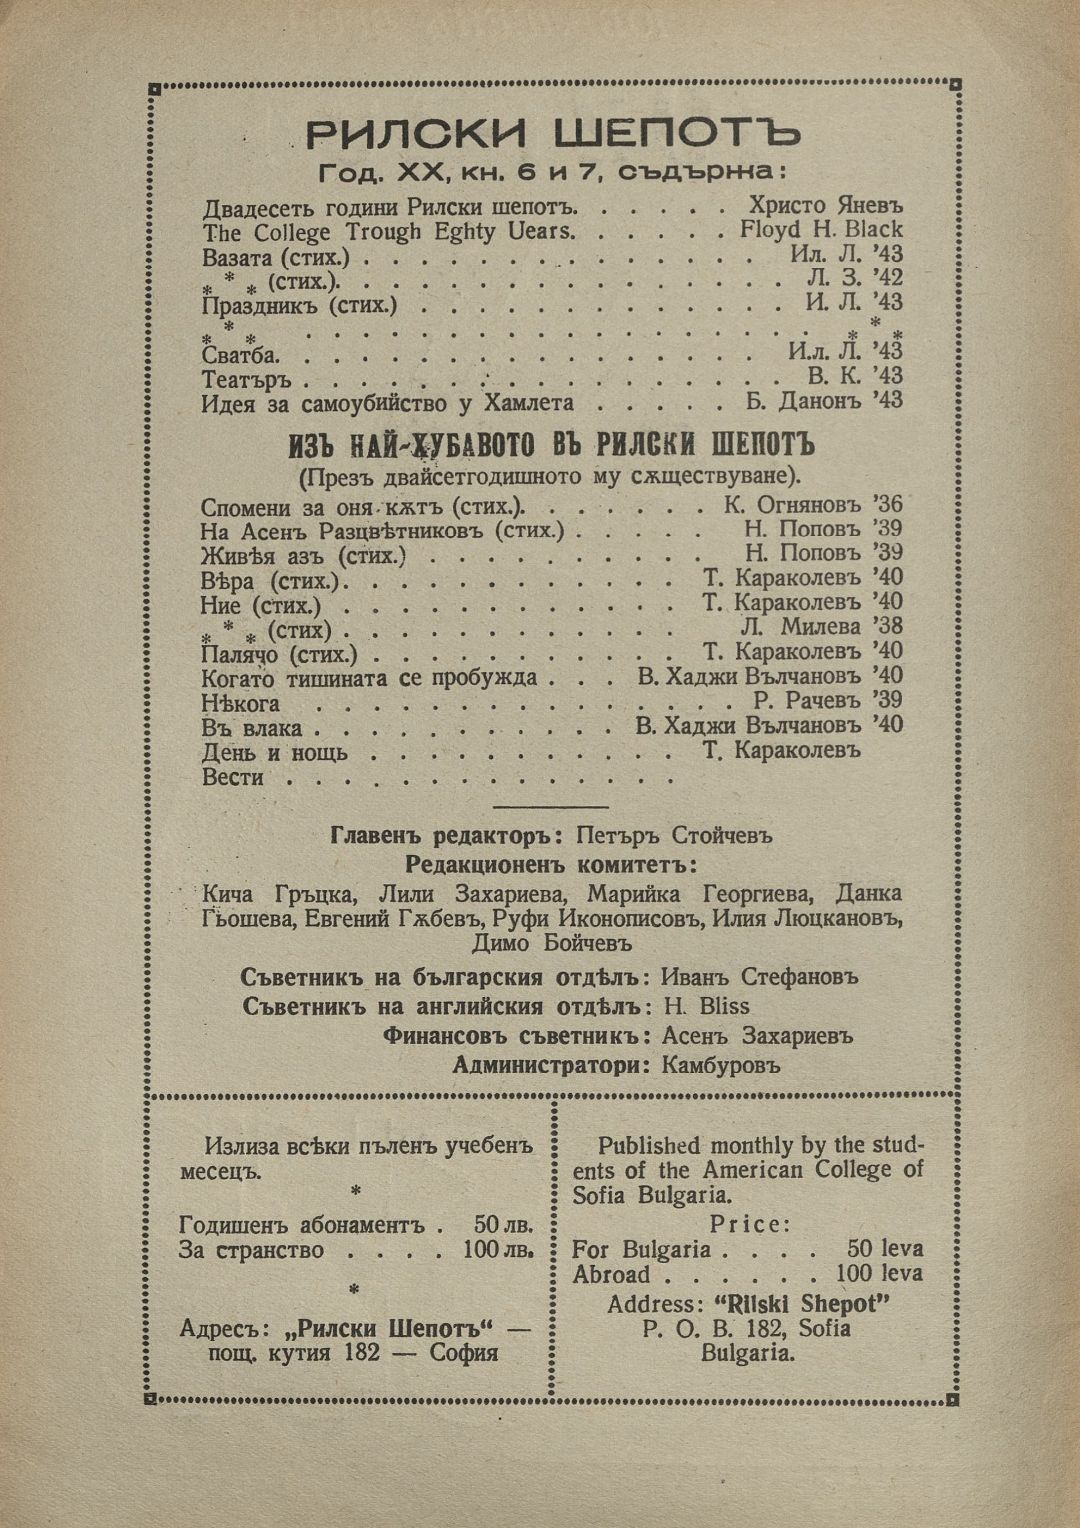 РИЛСКИ ШЕПОТЪ
Год. XX, кн. 6 и 7, съдържа:
Двадесеть години Рилски шепотъ. . . . . . Христо Яневъ
The College Trough Eghty Uears. . . . . . Floyd H. Black
Вазата (стих.) . . . . . . . . . . . . . . Ил. Л. ’43
* * * (стих.). . . . . . . . . . . . . . . . Л. З. ’42
Праздникъ (стих.) . . . . . . . . . . . . . И. Л. ’43
* * * . . . . . . . . . . . . . . . . . . * * *
Сватба. . . . . . . . . . . . . . . . . . Ил. Л. ’43
Театъръ . . . . . . . . . . . . . . . . . В. К. ’43
Идея за самоубийство у Хамлета . . . . . Б. Данонъ ’43
ИЗЪ НАЙ-ХУБАВОТО ВЪ РИЛСКИ ШЕПОТЪ
(Презъ двайсетгодишното му сѫществуване).
Спомени за оня кѫтъ (стих.). . . . . . . К. Огняновъ ’36
На Асенъ Разцвѣтниковъ (стих.) . . . . . Н. Поповъ ’39
Живѣя азъ (стих.) . . . . . . . . . . Н. Поповъ ’39
Вѣра (стих.). . . . . . . . . . . . . Т. Караколевъ ’40
Ние (стих.) . . . . . . . . . . . . Т. Караколевъ ’40
* * * (стих) . . . . . . . . . . . . Л. Милева ’38
Палячо (стих.) . . . . . . . . . . . Т. Караколевъ ’40
Когато тишината се пробужда . . . В. Хаджи Вълчановъ ’40
Нѣкога . . . . . . . . . . . . . . . Р. Рачевъ ’39
Въ влака . . . . . . . . . . . В. Хаджи Вълчановъ ’40
День и нощь . . . . . . . . . . . Т. Караколевъ
Вести . . . . . . . . . . . . . .
Главенъ редакторъ: Петъръ Стойчевъ
Редакционенъ комитетъ:
Кича Гръцка, Лили Захариева, Марийка Георгиева, Данка
Гьошева, Евгений Гѫбевъ, Руфи Иконописовъ, Илия Люцкановъ,
Димо Бойчевъ
Съветникъ на българския отдѣлъ: Иванъ Стефановъ
Съветникъ на английския отдѣлъ: H. Bliss
Финансовъ съветникъ: Асенъ Захариевъ
Администратори: Камбуровъ
Излиза всѣки пъленъ учебенъ
месецъ.
*
Годишенъ абонаментъ . 50 лв.
За странство . . . . 100 лв.
*
Адресъ: „Рилски Шепотъ“ —
пощ. кутия 182 — София
Published monthly by the stud-
ents of the American College of
Sofia Bulgaria.
Price:
For Bulgaria . . . . 50 leva
Abroad . . . . . . 100 leva
Address: “Rilski Shepot”
P. O. B. 182, Sofia
Bulgaria.